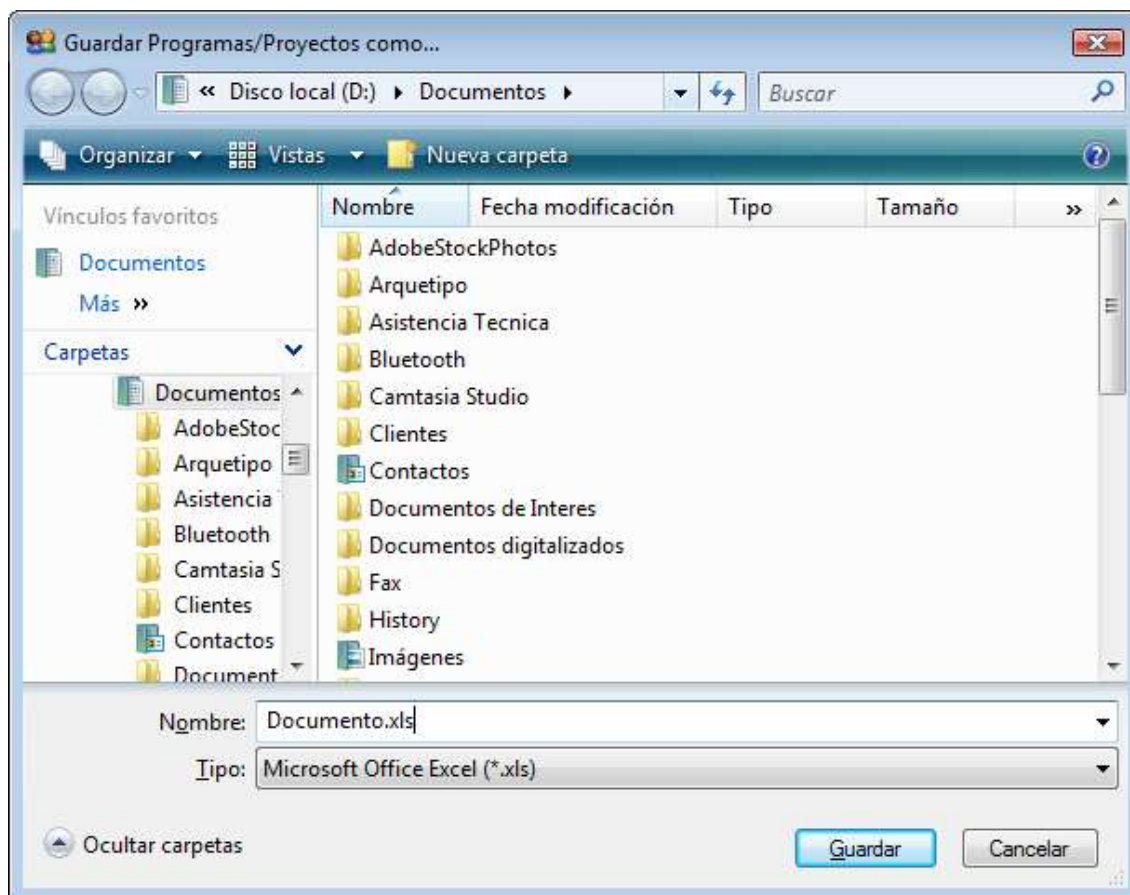 Guardar Programas/Proyectos como...
« Disco local (D:) Documentos
Buscar
Organizar Vistas Nueva carpeta
Vínculos favoritos
Documentos
Más »
Carpetas
Documentos
AdobeStoc
Arquetipo
Asistencia
Bluetooth
Camtasia S
Clientes
Contactos
Document
Nombre Fecha modificación Tipo Tamaño »
AdobeStockPhotos
Arquetipo
Asistencia Tecnica
Bluetooth
Camtasia Studio
Clientes
Contactos
Documentos de Interes
Documentos digitalizados
Fax
History
Imágenes
Nombre: Documento.xls
Tipo: Microsoft Office Excel (*.xls)
Ocultar carpetas
Guardar Cancelar